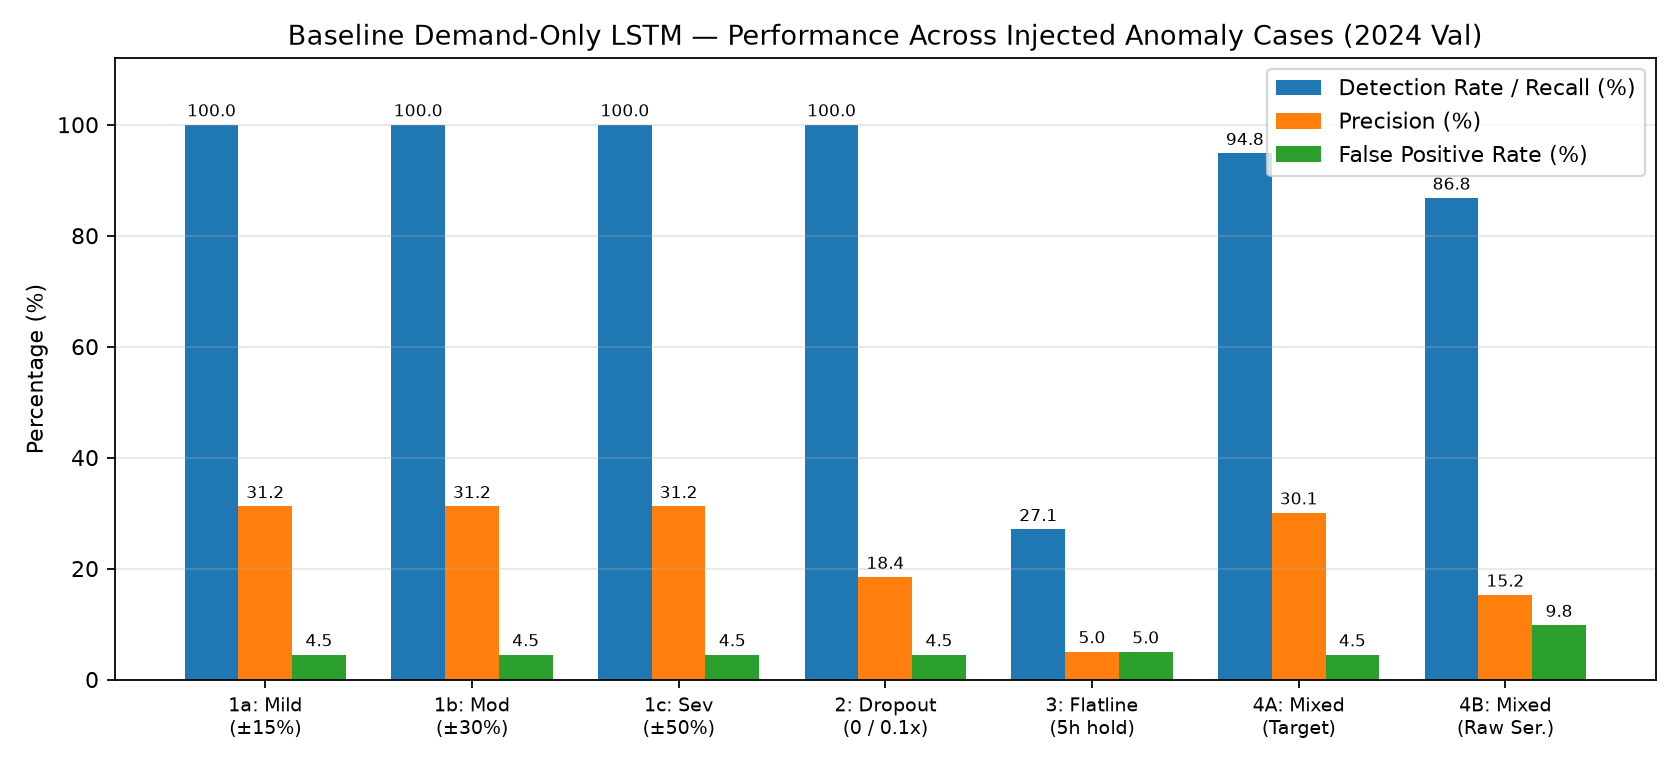 Baseline Demand-Only LSTM — Performance Across Injected Anomaly Cases (2024 Val)
Detection Rate / Recall (%)
Precision (%)
False Positive Rate (%)
Percentage (%)
100
80
60
40
20
0
100.0
31.2
4.5
100.0
31.2
4.5
100.0
31.2
4.5
100.0
18.4
4.5
27.1
5.0
5.0
94.8
30.1
4.5
86.8
15.2
9.8
1a: Mild
(±15%)
1b: Mod
(±30%)
1c: Sev
(±50%)
2: Dropout
(0 / 0.1x)
3: Flatline
(5h hold)
4A: Mixed
(Target)
4B: Mixed
(Raw Ser.)